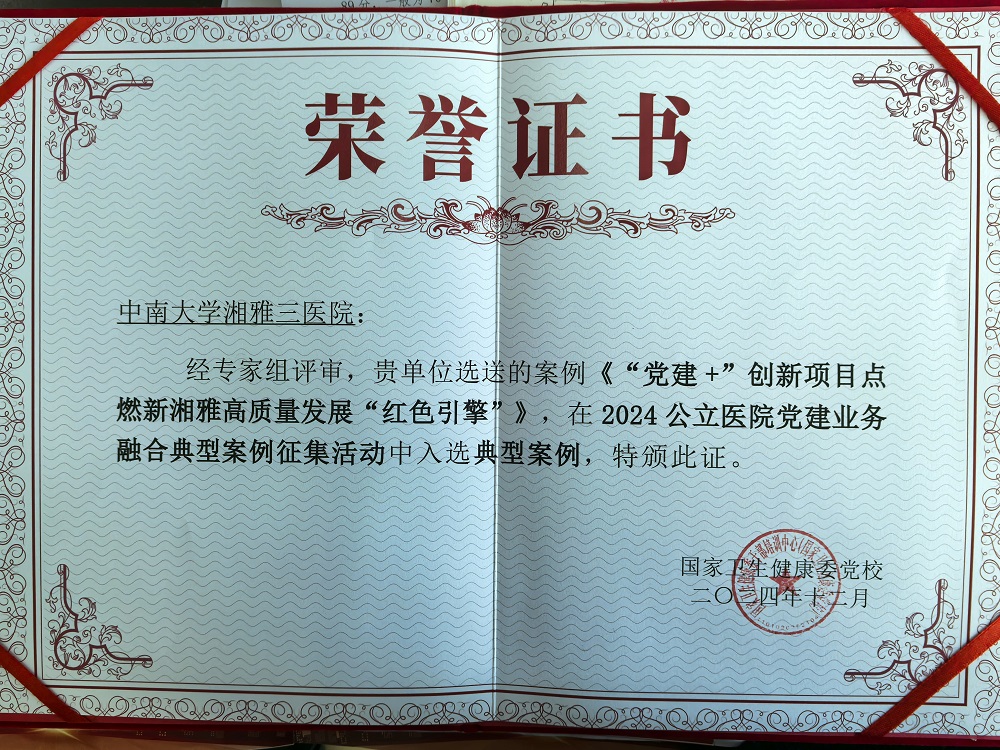 荣誉证书
中南大学湘雅三医院：
经专家组评审，贵单位选送的案例《“党建+”创新项目点
燃新湘雅高质量发展“红色引擎”》，在2024公立医院党建业务
融合典型案例征集活动中入选典型案例，特颁此证。
国家卫生健康委党校
二〇二四年十二月